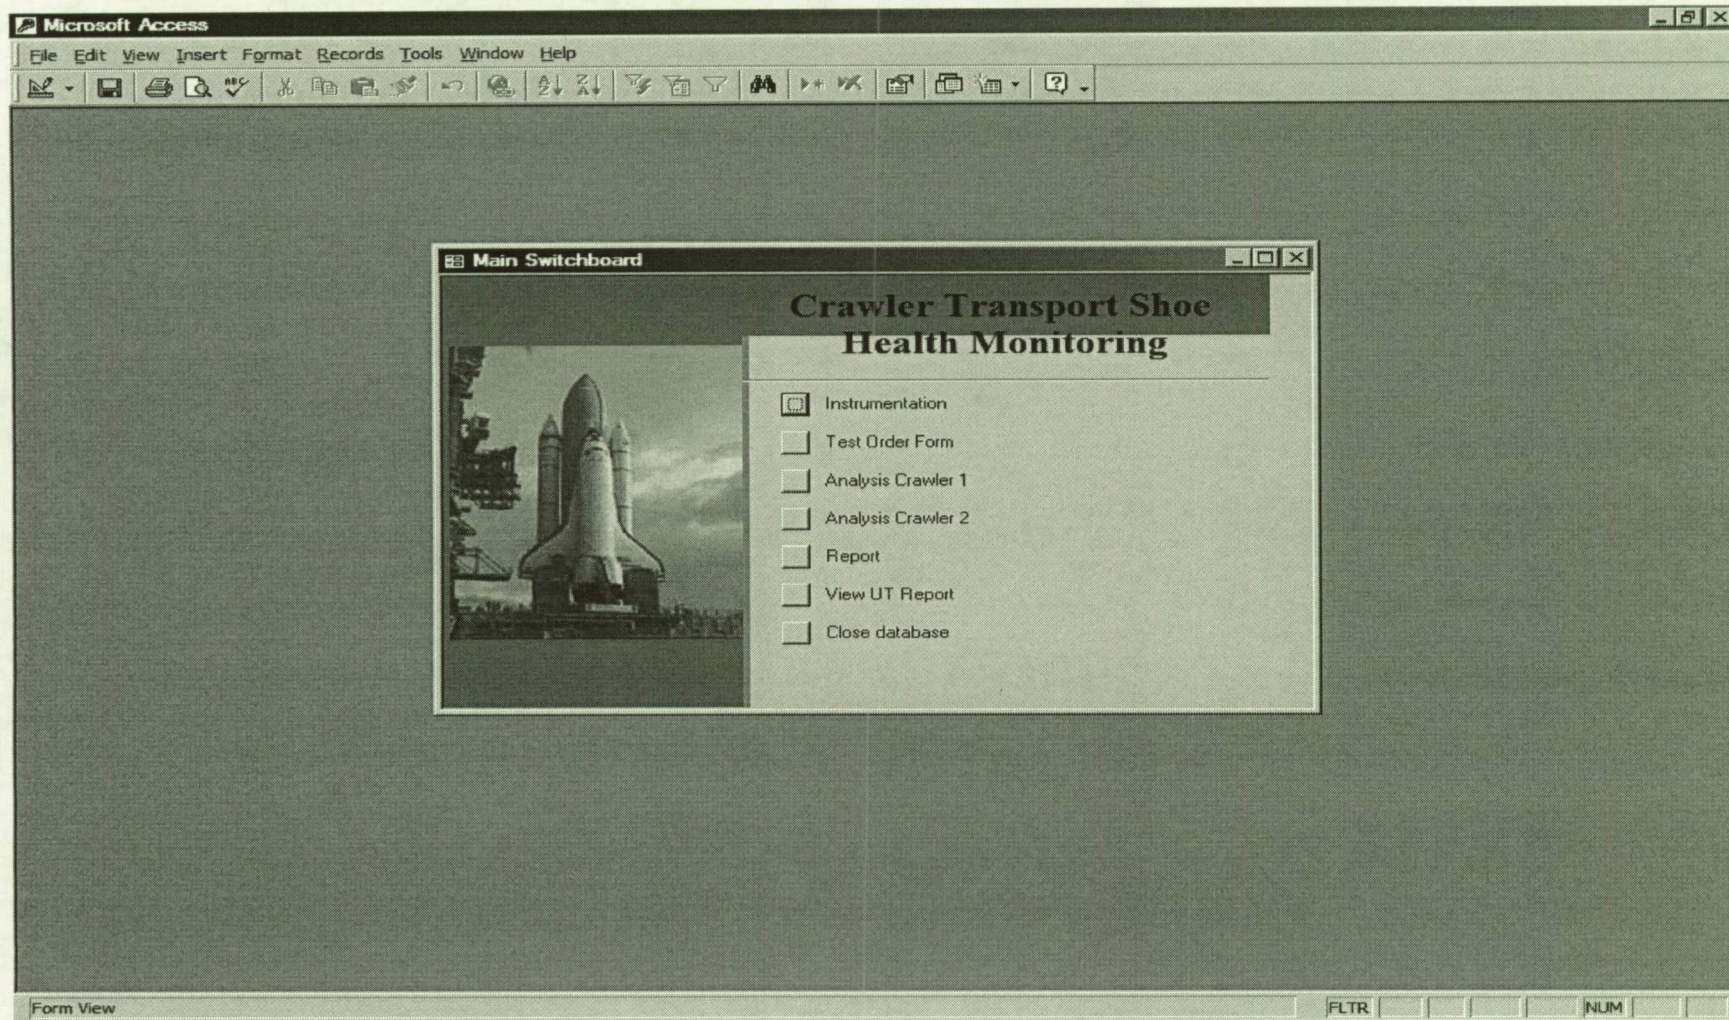 Microsoft Access
File Edit View Insert Format Records Tools Window Help
Main Switchboard
Crawler Transport Shoe
Health Monitoring
Instrumentation
Test Order Form
Analysis Crawler 1
Analysis Crawler 2
Report
View UT Report
Close database
Form View
FLTR
NUM